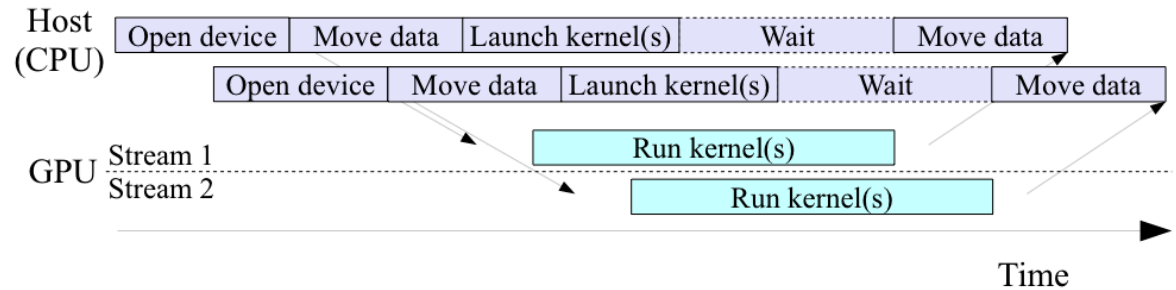 Host
(CPU)
Open device Move data Launch kernel(s) Wait Move data
Open device Move data Launch kernel(s) Wait Move data
GPU
Stream 1
Run kernel(s)
Stream 2
Run kernel(s)
Time